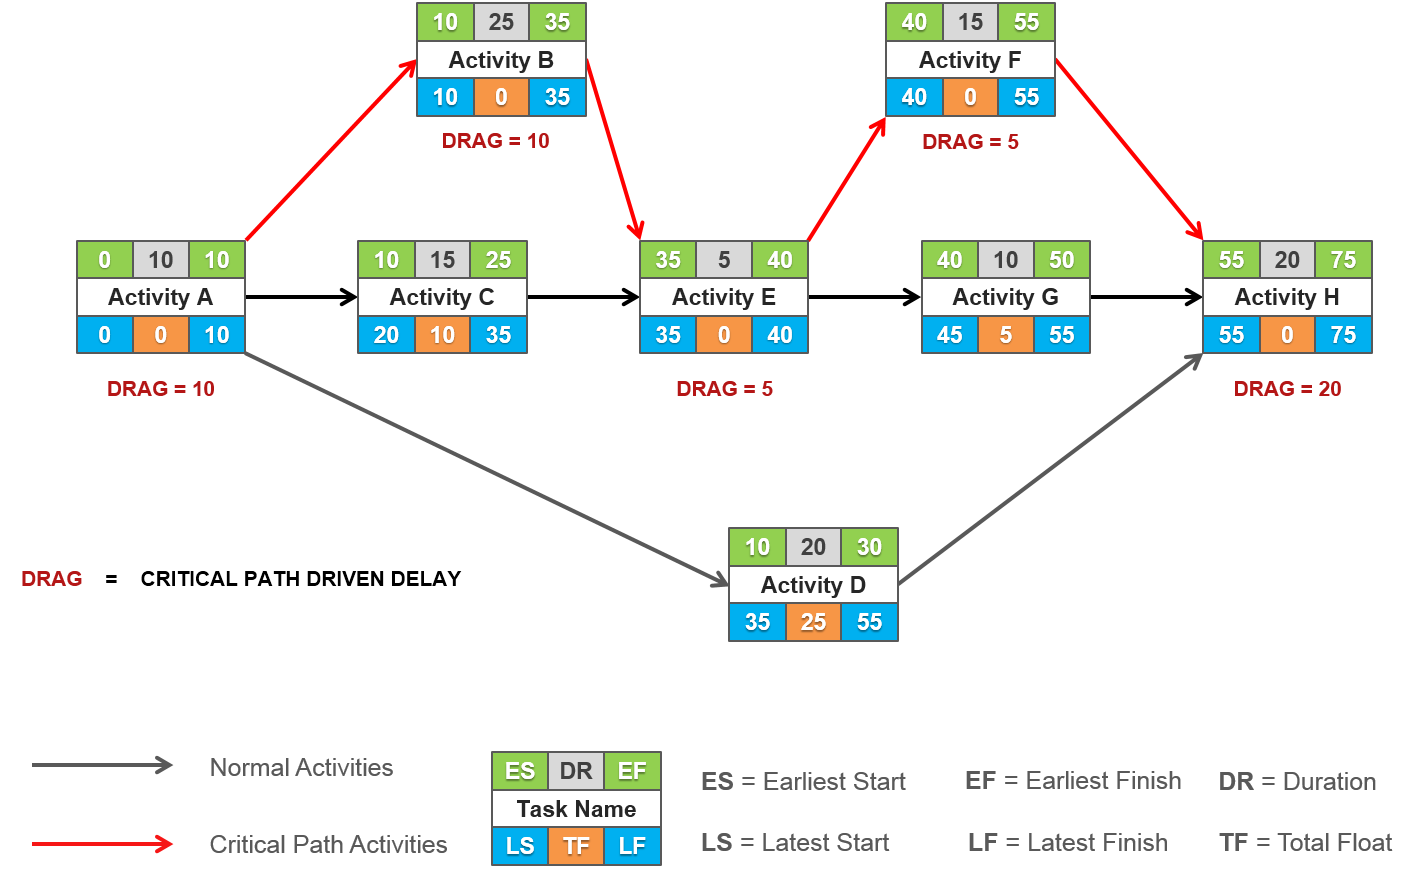 10 25 35
Activity B
10 0 35
DRAG = 10
40 15 55
Activity F
40 0 55
DRAG = 5
0 10 10
Activity A
0 0 10
DRAG = 10
10 15 25
Activity C
20 10 35
35 5 40
Activity E
35 0 40
DRAG = 5
40 10 50
Activity G
45 5 55
55 20 75
Activity H
55 0 75
DRAG = 20
10 20 30
Activity D
35 25 55
DRAG = CRITICAL PATH DRIVEN DELAY
Normal Activities
Critical Path Activities
ES DR EF
Task Name
LS TF LF
ES = Earliest Start
EF = Earliest Finish
DR = Duration
LS = Latest Start
LF = Latest Finish
TF = Total Float